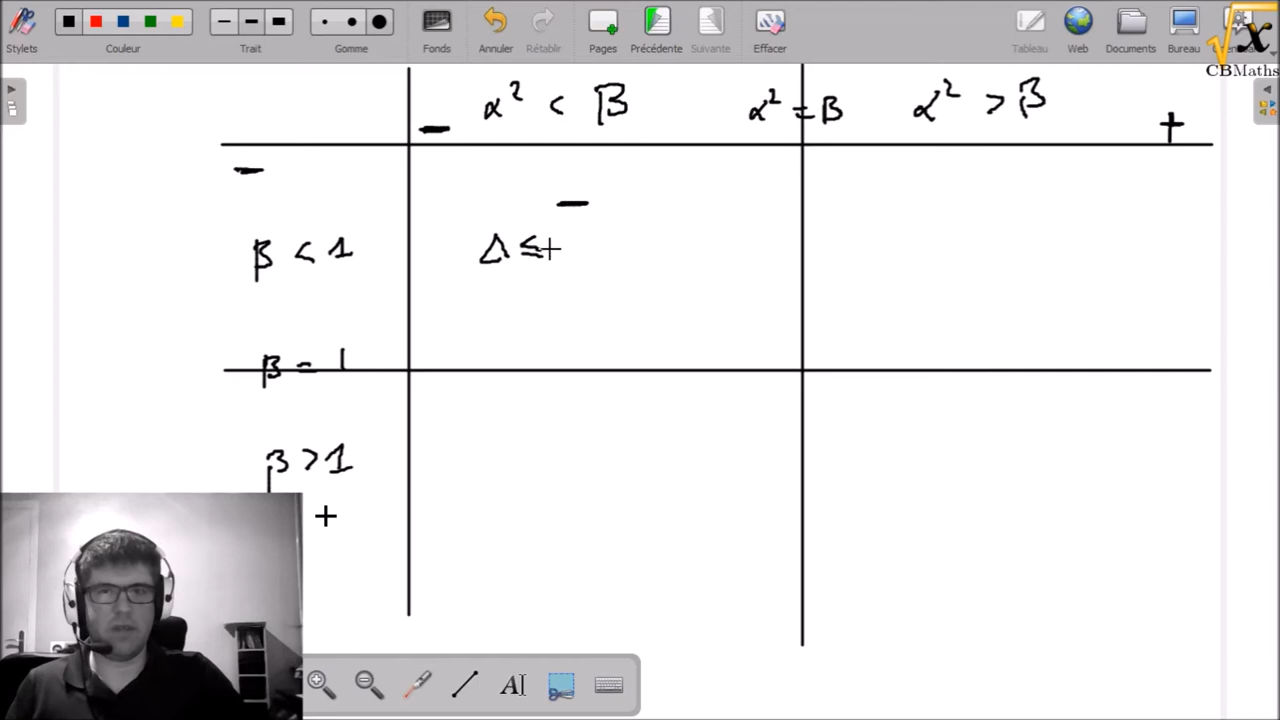 Stylets Couleur Trait Gomme Fonds Annuler Rétablir Pages Précédente Suivante Effacer Tableau Web Documents Bureau
√x
CBMaths
α² < β α² = β α² > β
− +
−
−
β < 1 Δ ≤
β = 1
β > 1
+
A